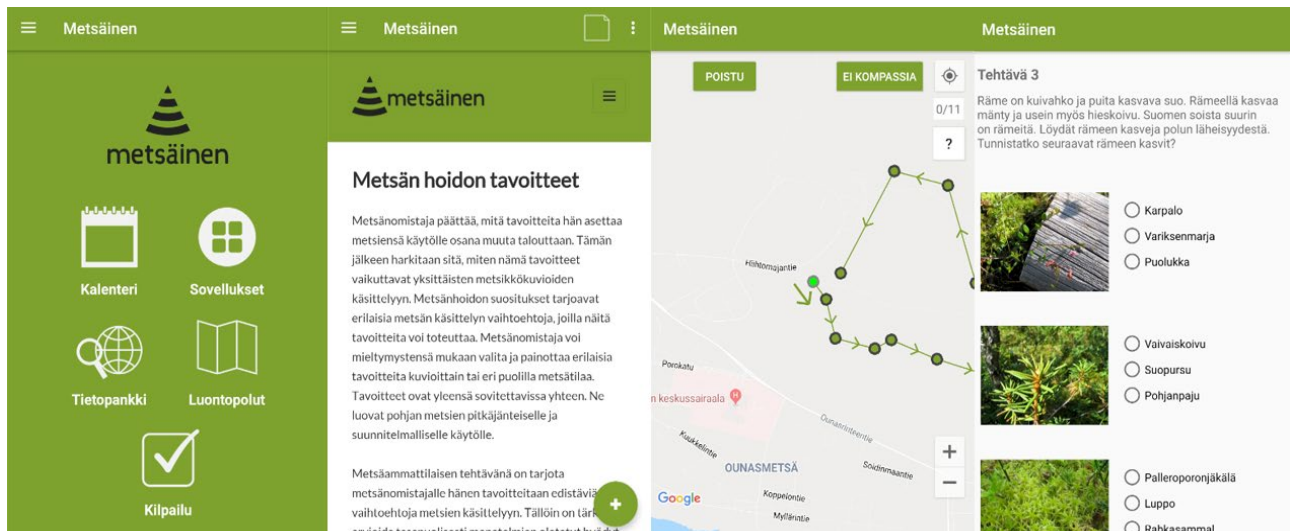 Metsäinen
metsäinen
Kalenteri
Sovellukset
Tietopankki
Luontopolut
Kilpailu
Metsäinen
metsäinen
Metsän hoidon tavoitteet
Metsänomistaja päättää, mitä tavoitteita hän asettaa
metsiensä käytölle osana muuta talouttaan. Tämän
jälkeen harkitaan sitä, miten nämä tavoitteet
vaikuttavat yksittäisten metsikkökuvioiden
käsittelyyn. Metsänhoidon suositukset tarjoavat
erilaisia metsän käsittelyn vaihtoehtoja, joilla näitä
tavoitteita voi toteuttaa. Metsänomistaja voi
mieltymystensä mukaan valita ja painottaa erilaisia
tavoitteita kuvioittain tai eri puolilla metsätilaa.
Tavoitteet ovat yleensä sovitettavissa yhteen. Ne
luovat pohjan metsien pitkäjänteiselle ja
suunnitelmalliselle käytölle.
Metsäammattilaisen tehtävänä on tarjota
metsänomistajalle hänen tavoitteitaan edistäviä
vaihtoehtoja metsien käsittelyyn. Tällöin on
+
Metsäinen
POISTU
EI KOMPASSIA
0/11
?
Hiihtomajantie
Porokatu
n keskussairaala
H
Kuukkelintie
Ounasrinteentie
OUNASMETSÄ
Soidinmaantie
Koppelontie
Myllärintie
Google
+
−
Metsäinen
Tehtävä 3
Räme on kuivahko ja puita kasvava suo. Rämeellä kasvaa
mänty ja usein myös hieskoivu. Suomen soista suurin
on rämeitä. Löydät rämeen kasveja polun läheisyydestä.
Tunnistatko seuraavat rämeen kasvit?
Karpalo
Variksenmarja
Puolukka
Vaivaiskoivu
Suopursu
Pohjanpaju
Palleroporonjäkälä
Luppo
Rahkasammal